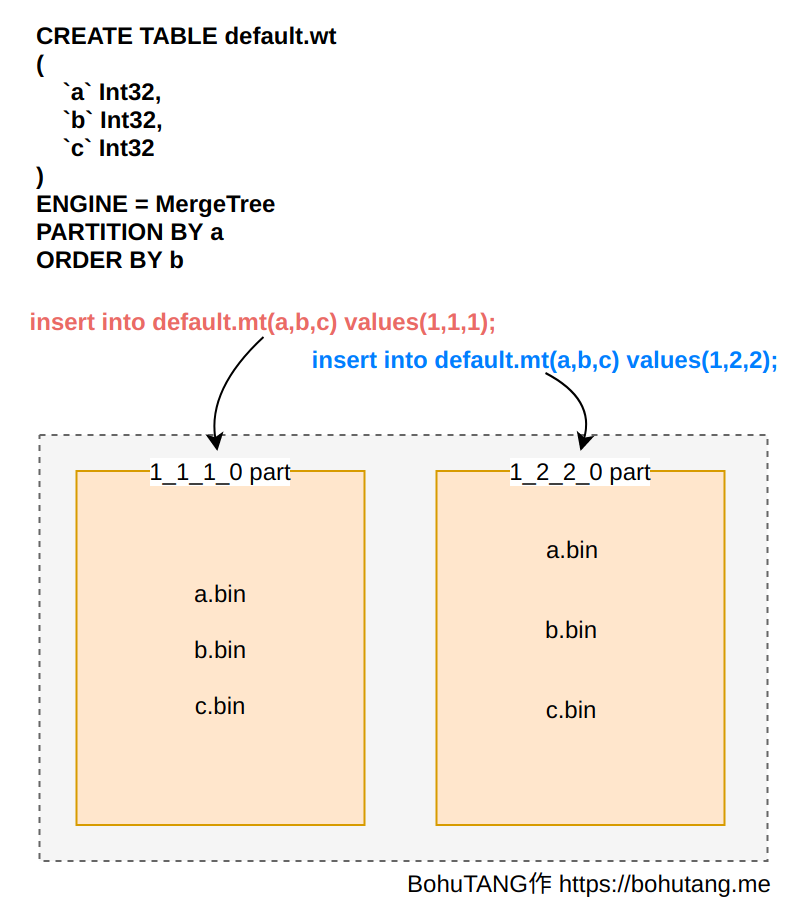 CREATE TABLE default.wt
(
`a` Int32,
`b` Int32,
`c` Int32
)
ENGINE = MergeTree
PARTITION BY a
ORDER BY b
insert into default.mt(a,b,c) values(1,1,1);
insert into default.mt(a,b,c) values(1,2,2);
1_1_1_0 part
a.bin
b.bin
c.bin
1_2_2_0 part
a.bin
b.bin
c.bin
BohuTANG作 https://bohutang.me